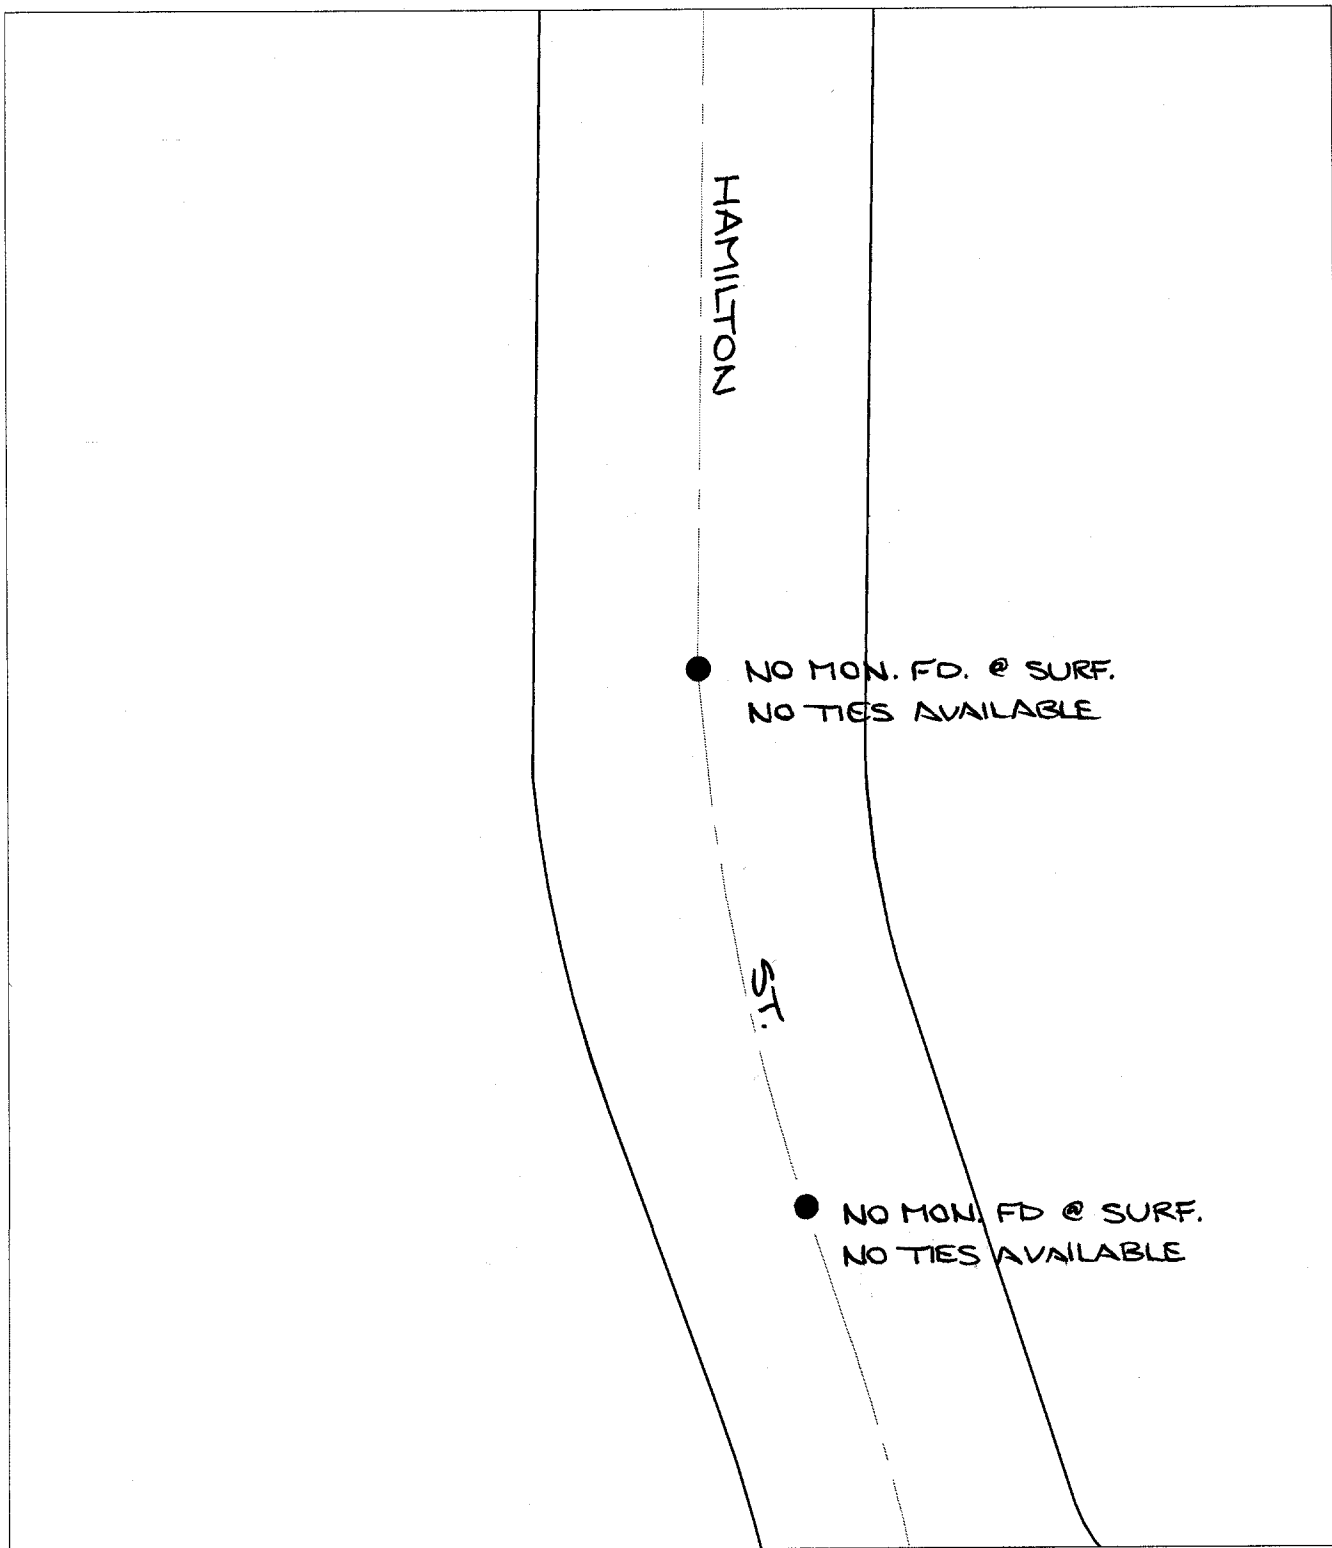 HAMILTON
NO MON. FD. @ SURF.
NO TIES AVAILABLE
ST.
NO MON. FD @ SURF.
NO TIES AVAILABLE